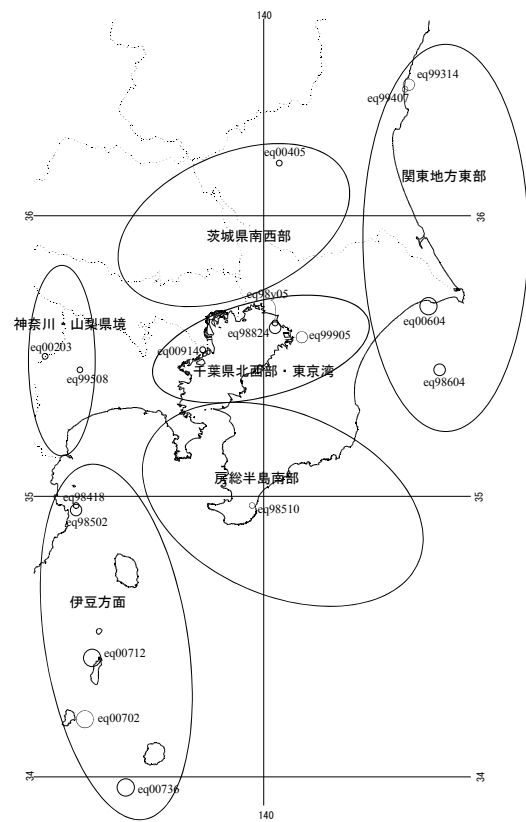 140
eq99314
eq99407
eq00405
関東地方東部
36
36
茨城県南西部
eq98y05
神奈川・山梨県境
eq98824
eq99905
eq00604
eq00203
eq00914
千葉県北西部・東京湾
eq99508
eq98604
房総半島南部
35
35
eq98418
eq98510
eq98502
伊豆方面
eq00712
eq00702
34
34
eq00736
140